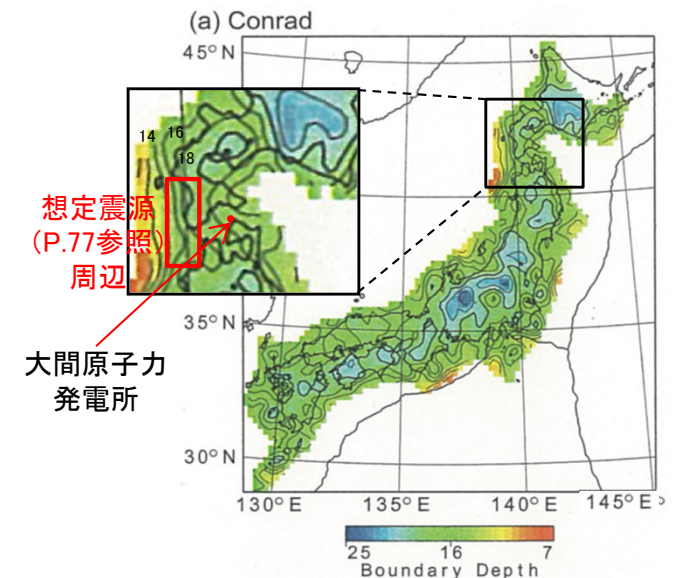 (a) Conrad
45° N
14 16
18
想定震源
(P.77参照)
周辺
大間原子力
発電所
35° N
30° N
130° E 135° E 140° E 145° E
25 16 7
Boundary Depth